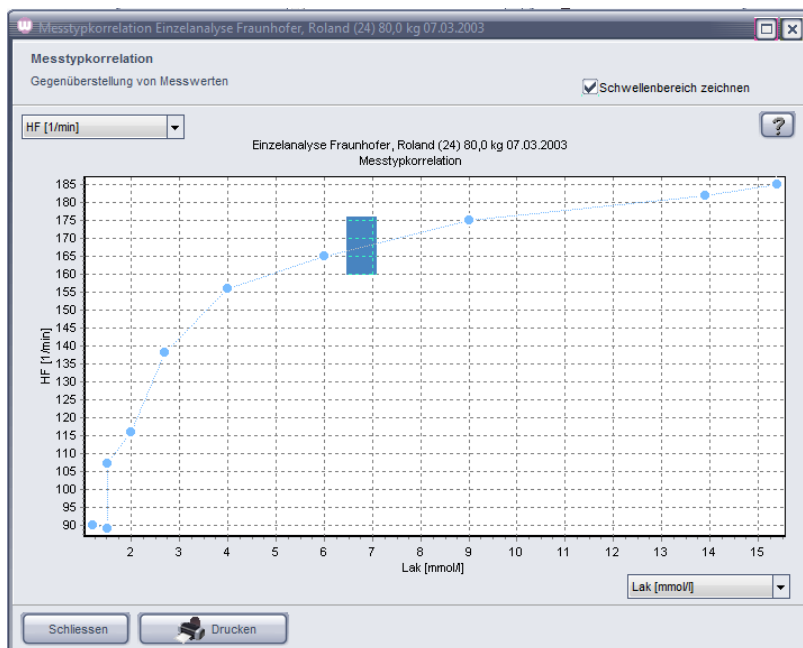 Messtypkorrelation Einzelanalyse Fraunhofer, Roland (24) 80,0 kg 07.03.2003
Messtypkorrelation
Gegenüberstellung von Messwerten
Schwellenbereich zeichnen
HF [1/min]
?
Einzelanalyse Fraunhofer, Roland (24) 80,0 kg 07.03.2003
Messtypkorrelation
185
180
175
170
165
160
155
150
145
140
135
130
125
120
115
110
105
100
95
90
HF [1/min]
2 3 4 5 6 7 8 9 10 11 12 13 14 15
Lak [mmol/l]
Lak [mmol/l]
Schliessen
Drucken